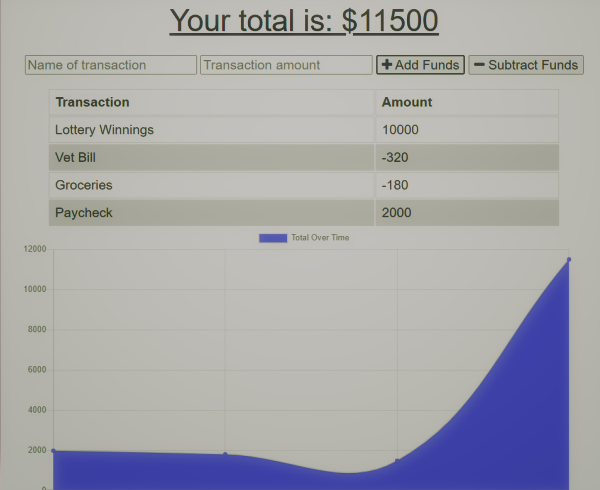 Your total is: $11500
Name of transaction Transaction amount + Add Funds − Subtract Funds
Transaction Amount
Lottery Winnings 10000
Vet Bill -320
Groceries -180
Paycheck 2000
Total Over Time
12000
10000
8000
6000
4000
2000
0